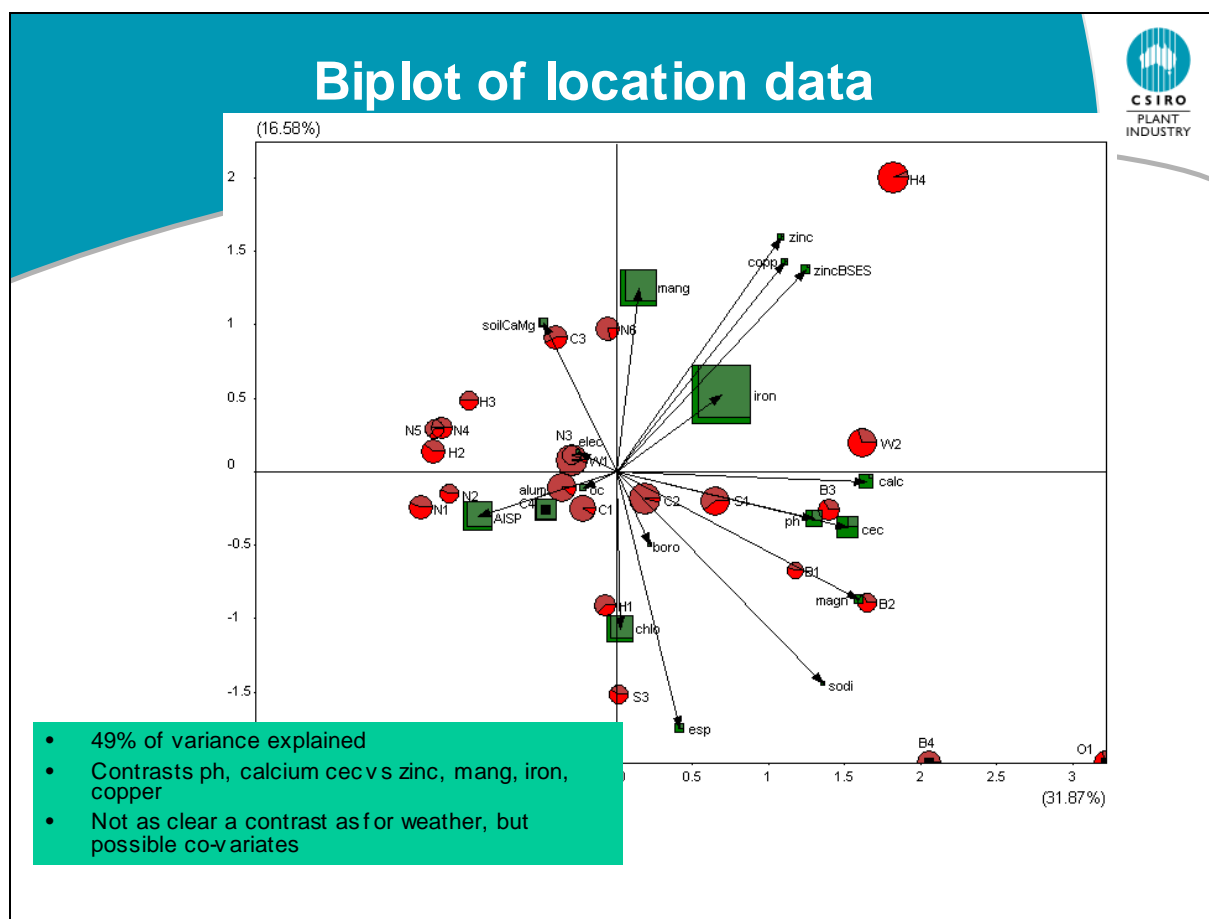 Biplot of location data
CSIRO
PLANT
INDUSTRY
(16.58%)
2
H4
zinc
1.5
copp
zincBSES
mang
1
soilCaMg
C3
N6
0.5
iron
H3
N5
N4
N3
elec
H2
W2
0
W1
calc
alum
oc
N2
C4
C2
S1
B3
N1
AlSP
C1
ph
cec
-0.5
boro
B1
magn
B2
-1
H1
chlo
sodi
-1.5
S3
esp
B4
O1
0.5
1
1.5
2
2.5
3
(31.87%)
• 49% of variance explained
• Contrasts ph, calcium cec vs zinc, mang, iron,
copper
• Not as clear a contrast as for weather, but
possible co-variates